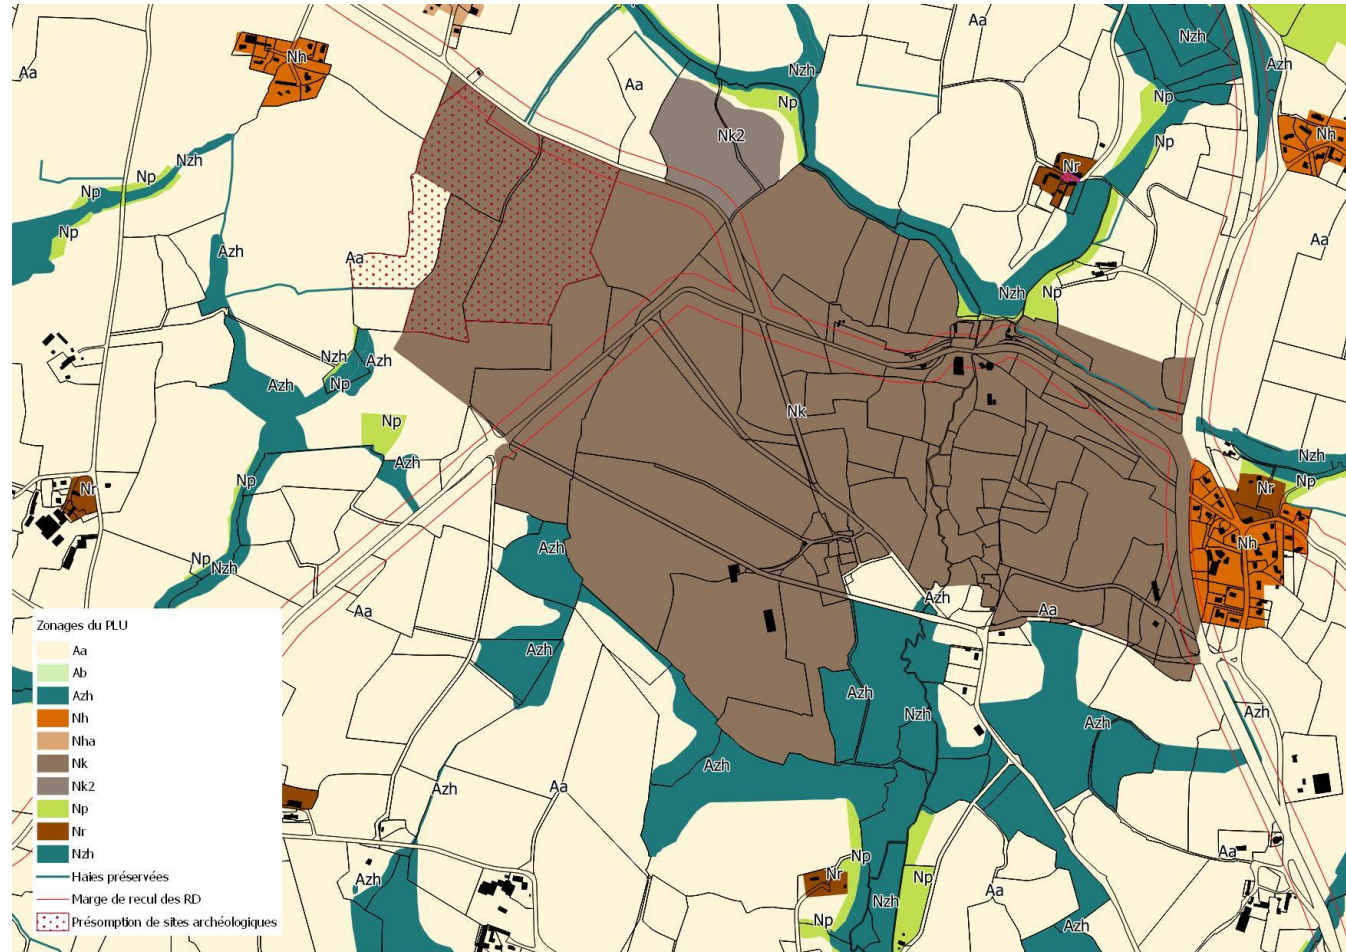 Aa
Nh
Aa
Nzh
Aa
Nzh
Azh
Np
Nk2
Np
Np
Nh
Nr
Nzh
Np
Np
Np
Aa
Azh
Aa
Nzh
Np
Nzh
Azh
Azh
Np
Nk
Np
Azh
Nzh
Nr
Np
Nr
Np
Nh
Azh
Np
Nzh
Azh
Aa
Aa
Azh
Azh
Nzh
Azh
Azh
Azh
Azh
Aa
Aa
Np
Nr
Np
Aa
Azh
Nzh
Np
Azh
Zonages du PLU
Aa
Ab
Azh
Nh
Nha
Nk
Nk2
Np
Nr
Nzh
Haies préservées
Marge de recul des RD
Présomption de sites archéologiques